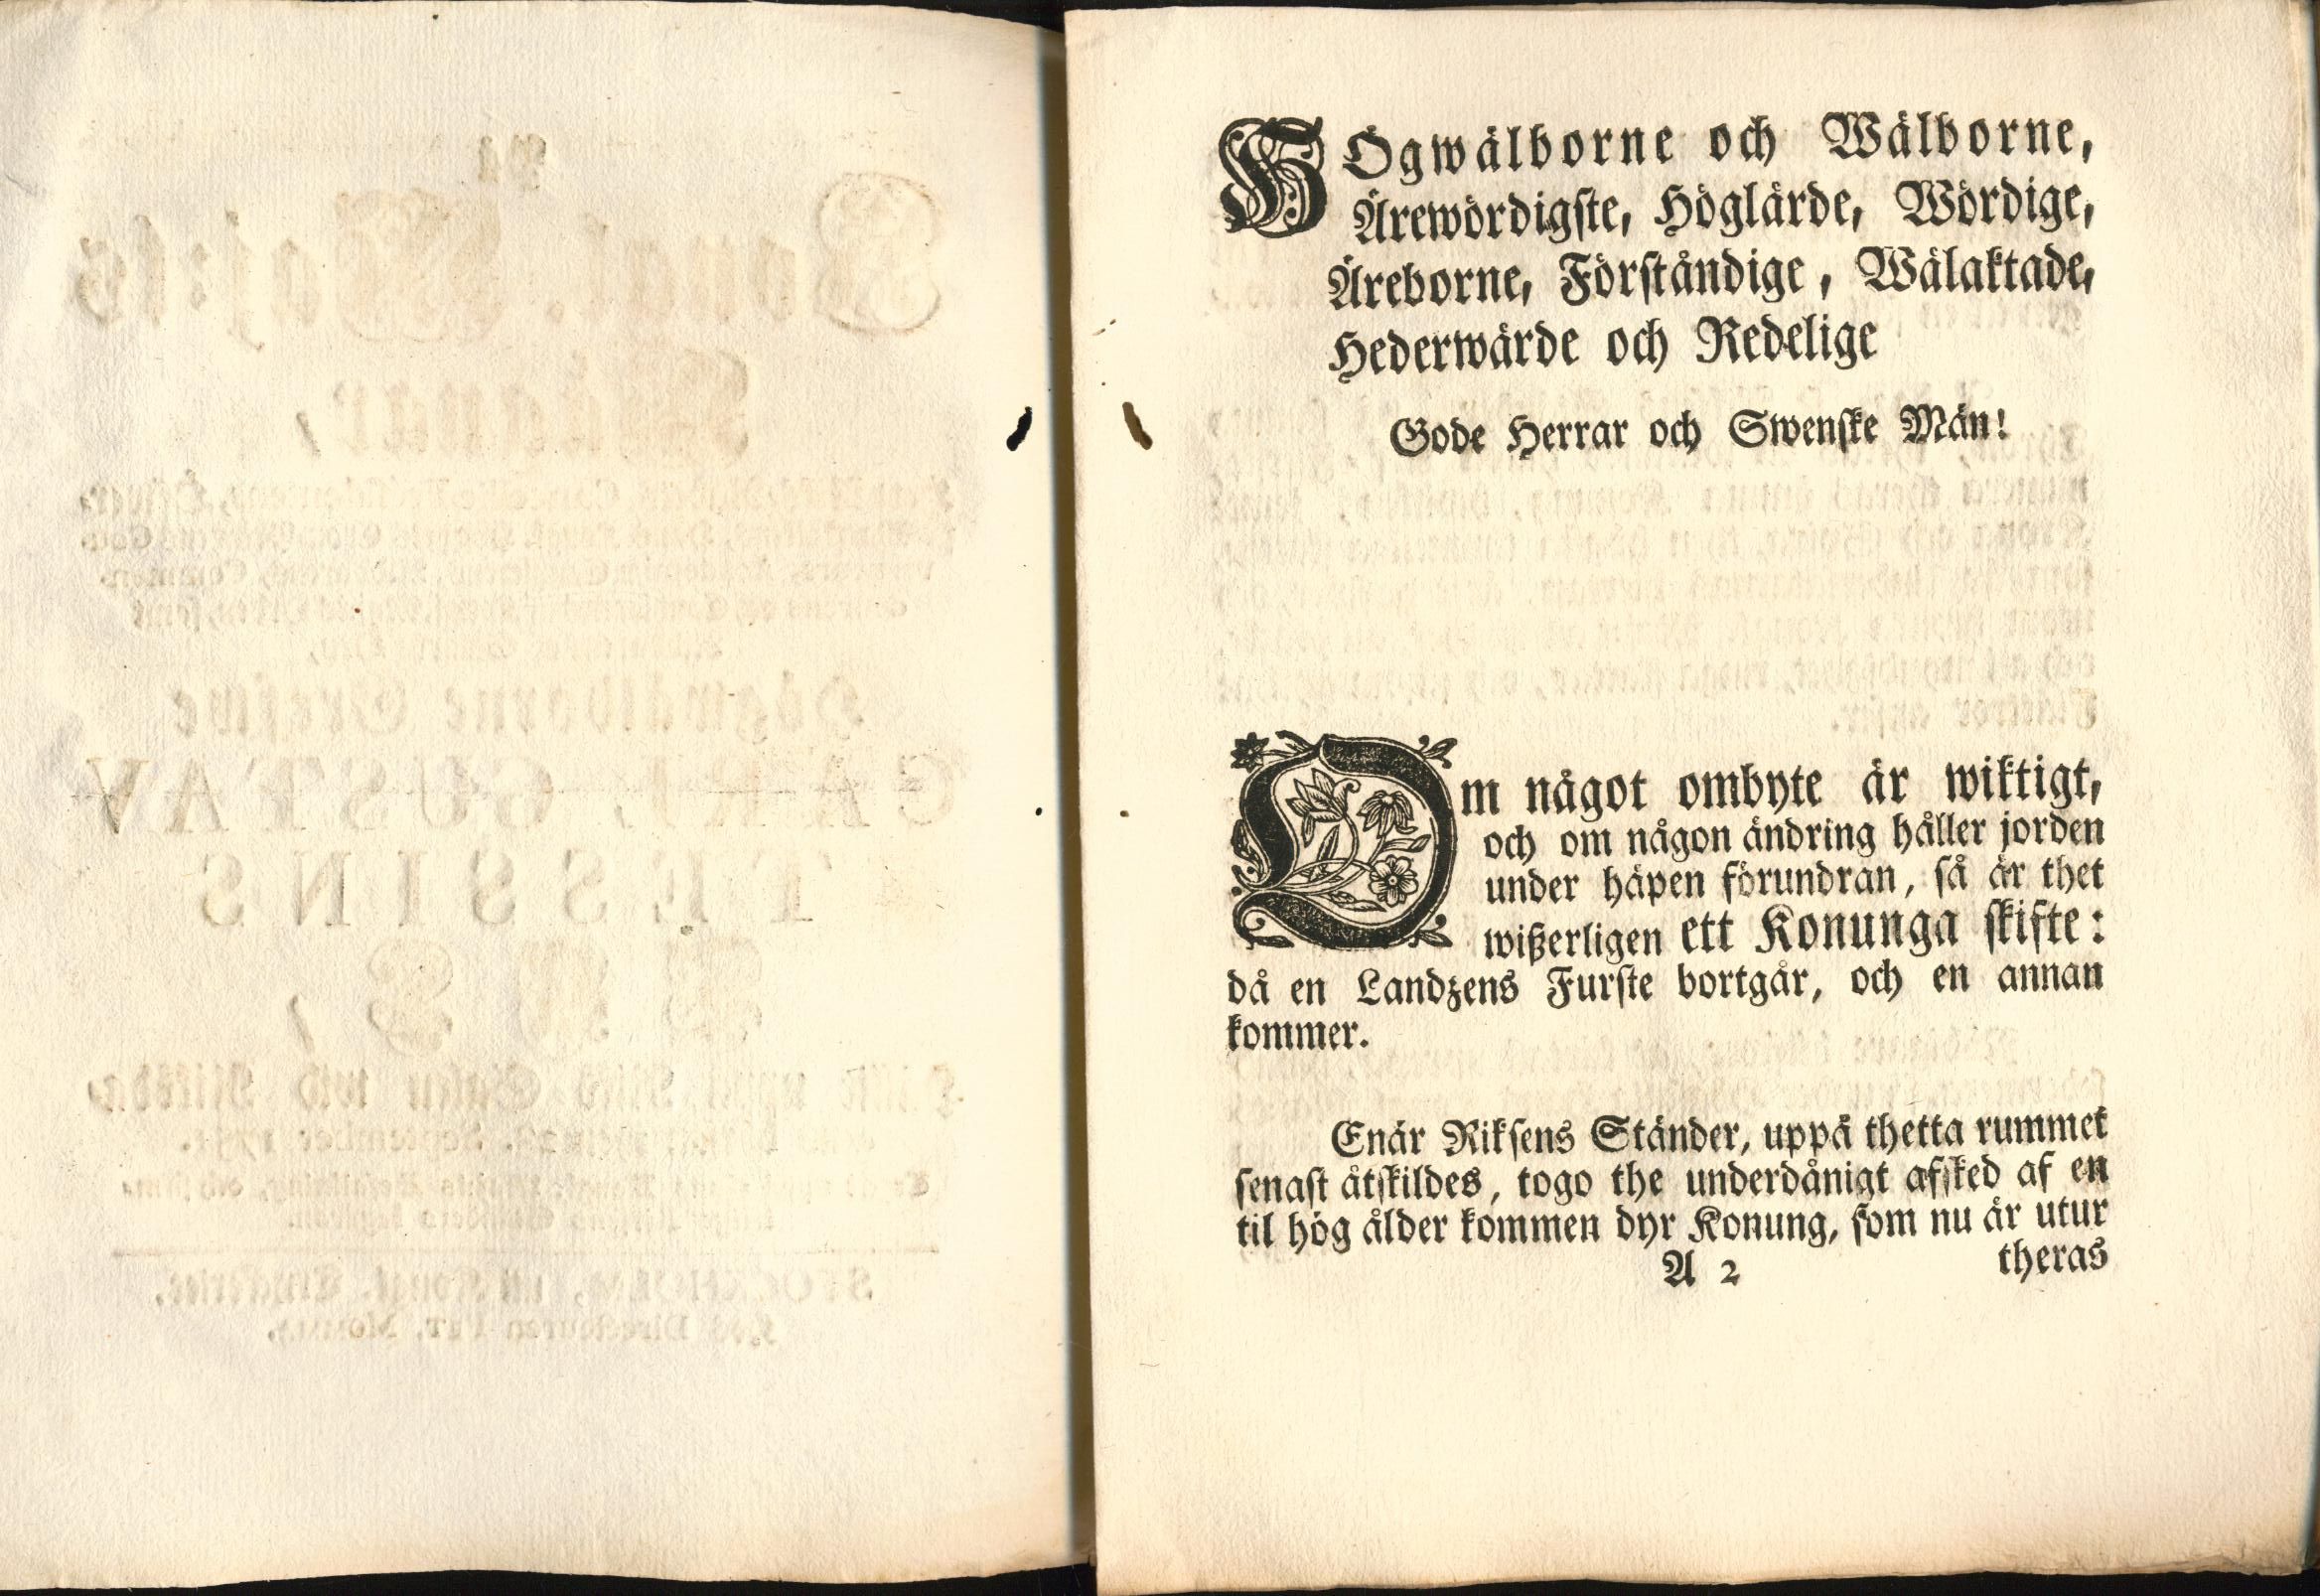 HÖgwälborne och Wälborne,
Ärewördigste, Höglärde, Wördige,
Äreborne, Förståndige, Wälaktade,
Hederwärde och Redelige
Gode Herrar och Swenske Män!
Om något ombyte är wiktigt,
och om någon ändring håller jorden
under häpen förundran, så är thet
wißerligen ett Konunga skifte:
då en Landzens Furste bortgår, och en annan
kommer.
Enär Riksens Ständer, uppå thetta rummet
senast åtskildes, togo the underdånigt afsked af en
til hög ålder kommen dyr Konung, som nu är utur
A 2
theras